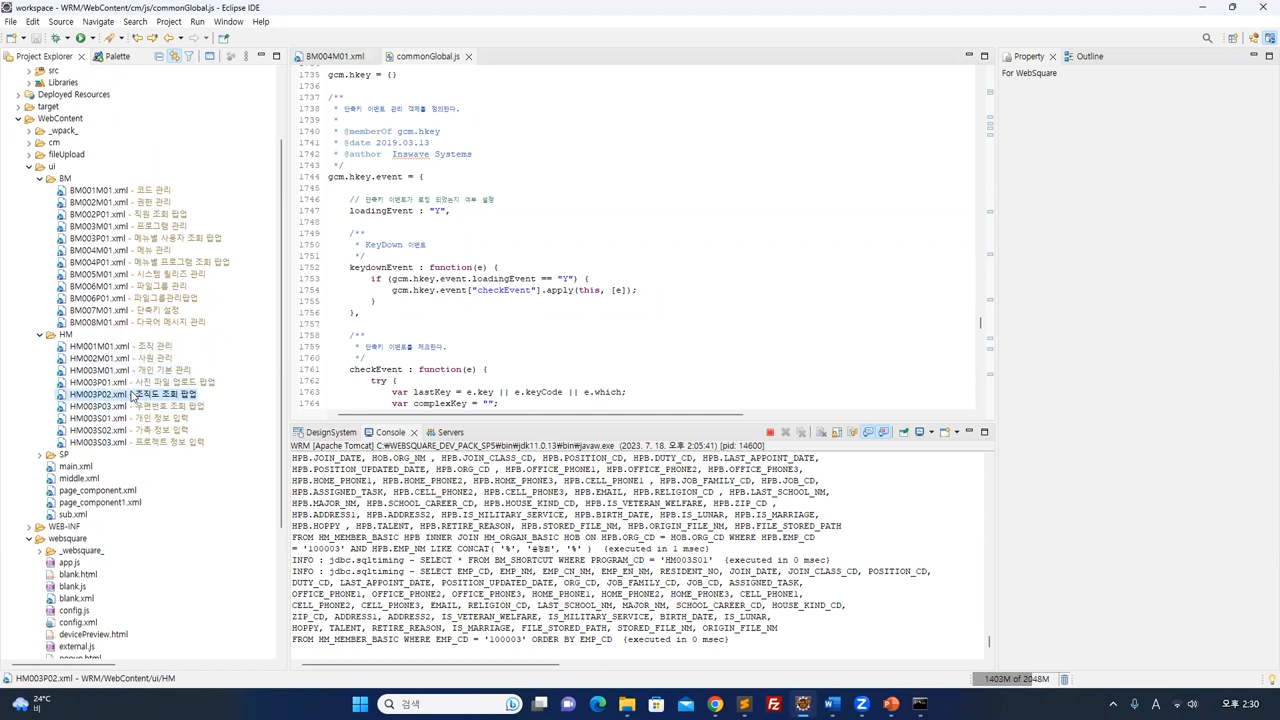 workspace - WRM/WebContent/cm/js/commonGlobal.js - Eclipse IDE
File Edit Source Navigate Search Project Run Window Help
Project Explorer
Palette
src
Libraries
Deployed Resources
target
WebContent
_wpack_
cm
fileUpload
ui
BM
BM001M01.xml - 코드 관리
BM002M01.xml - 권한 관리
BM002P01.xml - 직원 조회 팝업
BM003M01.xml - 프로그램 관리
BM003P01.xml - 메뉴별 사용자 조회 팝업
BM004M01.xml - 메뉴 관리
BM004P01.xml - 메뉴별 프로그램 조회 팝업
BM005M01.xml - 시스템 릴리즈 관리
BM006M01.xml - 파일그룹 관리
BM006P01.xml - 파일그룹관리팝업
BM007M01.xml - 단축키 설정
BM008M01.xml - 다국어 메시지 관리
HM
HM001M01.xml - 조직 관리
HM002M01.xml - 사원 관리
HM003M01.xml - 개인 기본 관리
HM003P01.xml - 사진 파일 업로드 팝업
HM003P02.xml - 조직도 조회 팝업
HM003P03.xml - 우편번호 조회 팝업
HM003S01.xml - 개인 정보 입력
HM003S02.xml - 가족 정보 입력
HM003S03.xml - 프로젝트 정보 입력
SP
main.xml
middle.xml
page_component.xml
page_component1.xml
sub.xml
WEB-INF
websquare
_websquare_
app.js
blank.html
blank.js
blank.xml
config.js
config.xml
devicePreview.html
external.js
popup.html
BM004M01.xml
commonGlobal.js
1735 gcm.hkey = {}
1736
1737 /**
1738 * 단축키 이벤트 관리 객체를 정의한다.
1739 *
1740 * @memberOf gcm.hkey
1741 * @date 2019.03.13
1742 * @author Inswave Systems
1743 */
1744 gcm.hkey.event = {
1745
1746 // 단축키 이벤트가 로딩 되었는지 여부 설정
1747 loadingEvent : "Y",
1748
1749 /**
1750 * KeyDown 이벤트
1751 */
1752 keydownEvent : function(e) {
1753 if (gcm.hkey.event.loadingEvent == "Y") {
1754 gcm.hkey.event["checkEvent"].apply(this, [e]);
1755 }
1756 },
1757
1758 /**
1759 * 단축키 이벤트를 체크한다.
1760 */
1761 checkEvent : function(e) {
1762 try {
1763 var lastKey = e.key || e.keyCode || e.which;
1764 var complexKey = "";
Property
Outline
For WebSquare
DesignSystem
Console
Servers
WRM [Apache Tomcat] C:\WEBSQUARE_DEV_PACK_SP5\bin\jdk11.0.13\bin\javaw.exe (2023. 7. 18. 오후 2:05:41) [pid: 14600]
HPB.JOIN_DATE, HOB.ORG_NM , HPB.JOIN_CLASS_CD, HPB.POSITION_CD, HPB.DUTY_CD, HPB.LAST_APPOINT_DATE,
HPB.POSITION_UPDATED_DATE, HPB.ORG_CD , HPB.OFFICE_PHONE1, HPB.OFFICE_PHONE2, HPB.OFFICE_PHONE3,
HPB.HOME_PHONE1, HPB.HOME_PHONE2, HPB.HOME_PHONE3, HPB.CELL_PHONE1 , HPB.JOB_FAMILY_CD, HPB.JOB_CD,
HPB.ASSIGNED_TASK, HPB.CELL_PHONE2, HPB.CELL_PHONE3, HPB.EMAIL, HPB.RELIGION_CD , HPB.LAST_SCHOOL_NM,
HPB.MAJOR_NM, HPB.SCHOOL_CAREER_CD, HPB.HOUSE_KIND_CD, HPB.IS_VETERAN_WELFARE, HPB.ZIP_CD ,
HPB.ADDRESS1, HPB.ADDRESS2, HPB.IS_MILITARY_SERVICE, HPB.BIRTH_DATE, HPB.IS_LUNAR, HPB.IS_MARRIAGE,
HPB.HOPPY , HPB.TALENT, HPB.RETIRE_REASON, HPB.STORED_FILE_NM, HPB.ORIGIN_FILE_NM, HPB.FILE_STORED_PATH
FROM HM_MEMBER_BASIC HPB INNER JOIN HM_ORGAN_BASIC HOB ON HPB.ORG_CD = HOB.ORG_CD WHERE HPB.EMP_CD
= '100003' AND HPB.EMP_NM LIKE CONCAT( '%', '윤정희', '%' ) {executed in 1 msec}
INFO : jdbc.sqltiming - SELECT * FROM BM_SHORTCUT WHERE PROGRAM_CD = 'HM003S01' {executed in 0 msec}
INFO : jdbc.sqltiming - SELECT EMP_CD, EMP_NM, EMP_CN_NM, EMP_EN_NM, RESIDENT_NO, JOIN_DATE, JOIN_CLASS_CD, POSITION_CD,
DUTY_CD, LAST_APPOINT_DATE, POSITION_UPDATED_DATE, ORG_CD, JOB_FAMILY_CD, JOB_CD, ASSIGNED_TASK,
OFFICE_PHONE1, OFFICE_PHONE2, OFFICE_PHONE3, HOME_PHONE1, HOME_PHONE2, HOME_PHONE3, CELL_PHONE1,
CELL_PHONE2, CELL_PHONE3, EMAIL, RELIGION_CD, LAST_SCHOOL_NM, MAJOR_NM, SCHOOL_CAREER_CD, HOUSE_KIND_CD,
ZIP_CD, ADDRESS1, ADDRESS2, IS_VETERAN_WELFARE, IS_MILITARY_SERVICE, BIRTH_DATE, IS_LUNAR,
HOPPY, TALENT, RETIRE_REASON, IS_MARRIAGE, FILE_STORED_PATH, STORED_FILE_NM, ORIGIN_FILE_NM
FROM HM_MEMBER_BASIC WHERE EMP_CD = '100003' ORDER BY EMP_CD {executed in 0 msec}
HM003P02.xml - WRM/WebContent/ui/HM
1403M of 2048M
24°C
비
검색
오후 2:30